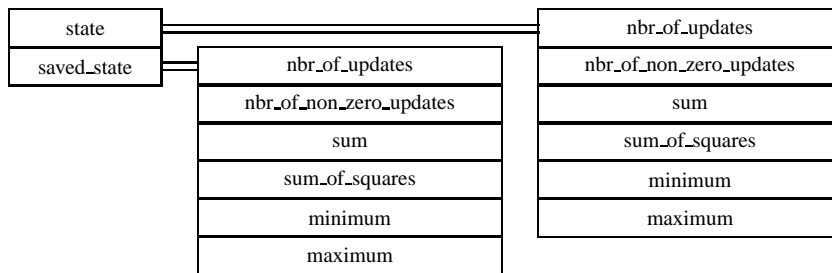 state
saved_state
nbr_of_updates
nbr_of_non_zero_updates
sum
sum_of_squares
minimum
maximum
nbr_of_updates
nbr_of_non_zero_updates
sum
sum_of_squares
minimum
maximum